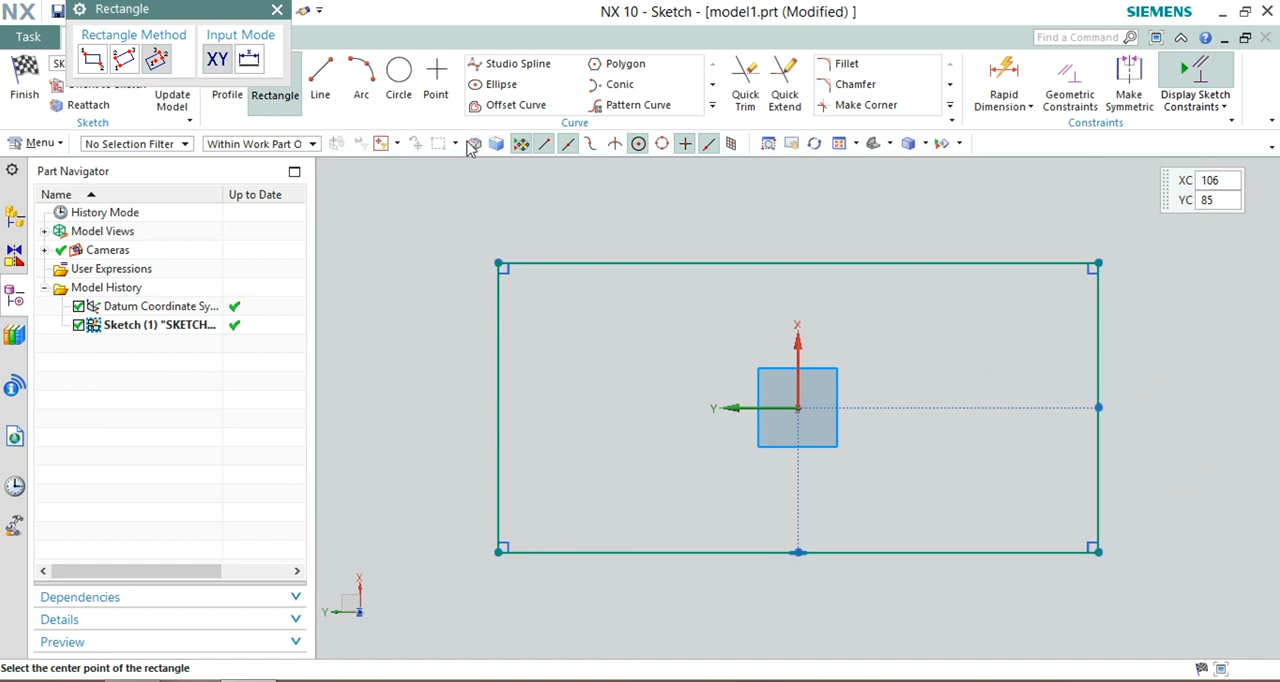 NX
Rectangle
NX 10 - Sketch - [model1.prt (Modified) ]
SIEMENS
Task
Rectangle Method
Input Mode
XY
Find a Command
Finish
SK
Reattach
Sketch
Update
Model
Profile
Rectangle
Line
Arc
Circle
Point
Studio Spline
Polygon
Ellipse
Conic
Offset Curve
Pattern Curve
Curve
Quick
Trim
Quick
Extend
Fillet
Chamfer
Make Corner
Rapid
Dimension
Geometric
Constraints
Make
Symmetric
Display Sketch
Constraints
Constraints
Menu
No Selection Filter
Within Work Part O
Part Navigator
Name
Up to Date
History Mode
Model Views
Cameras
User Expressions
Model History
Datum Coordinate Sy...
Sketch (1) "SKETCH...
Dependencies
Details
Preview
XC 106
YC 85
X
Y
X
Y
Select the center point of the rectangle